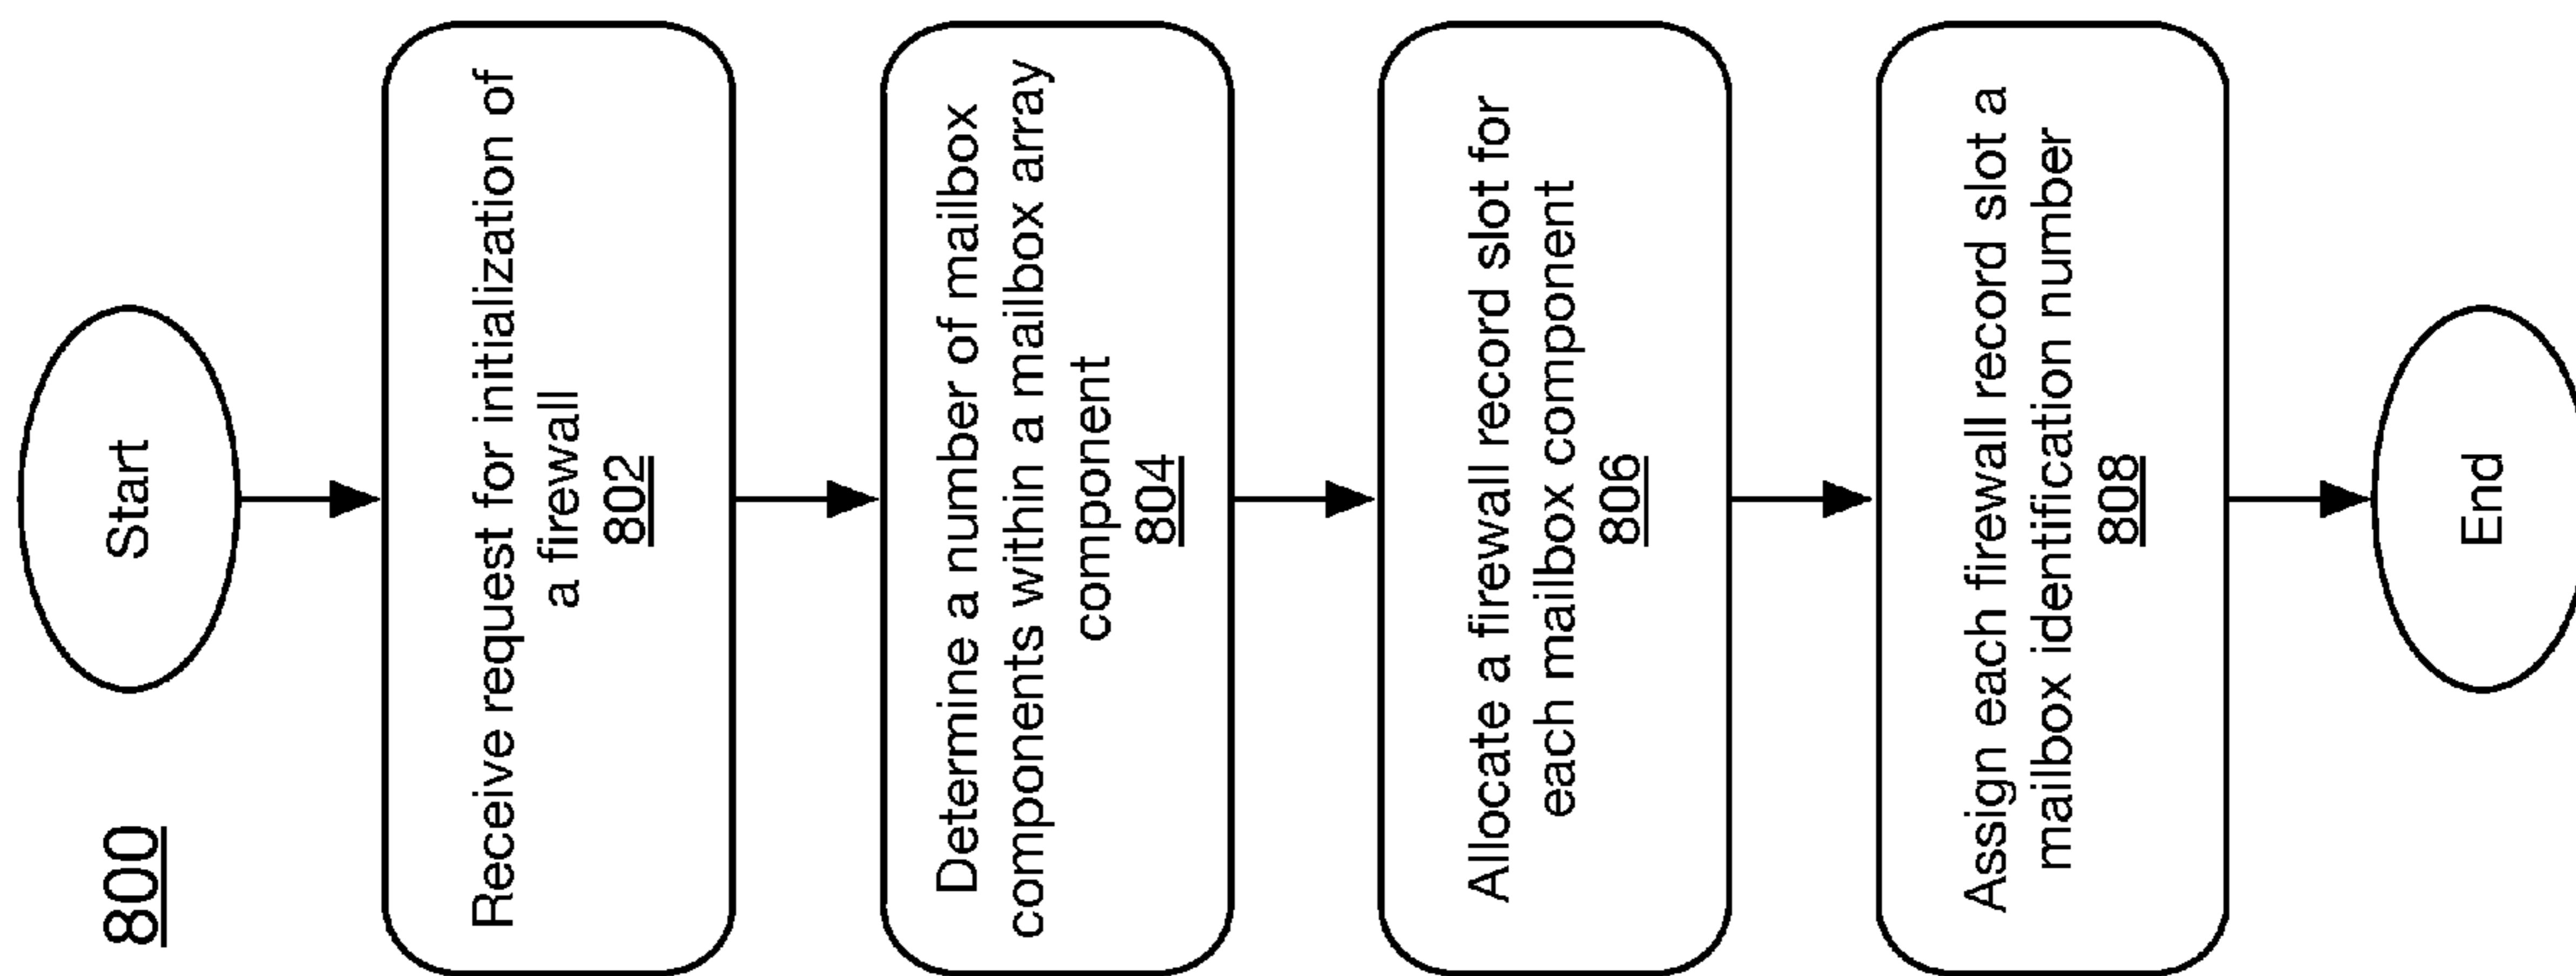 800
Start
Receive request for initialization of
a firewall
802
Determine a number of mailbox
components within a mailbox array
component
804
Allocate a firewall record slot for
each mailbox component
806
Assign each firewall record slot a
mailbox identification number
808
End